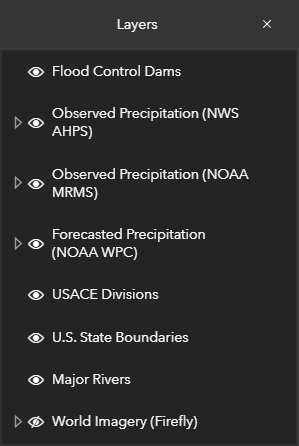 Layers
Flood Control Dams
Observed Precipitation (NWS
AHPS)
Observed Precipitation (NOAA
MRMS)
Forecasted Precipitation
(NOAA WPC)
USACE Divisions
U.S. State Boundaries
Major Rivers
World Imagery (Firefly)